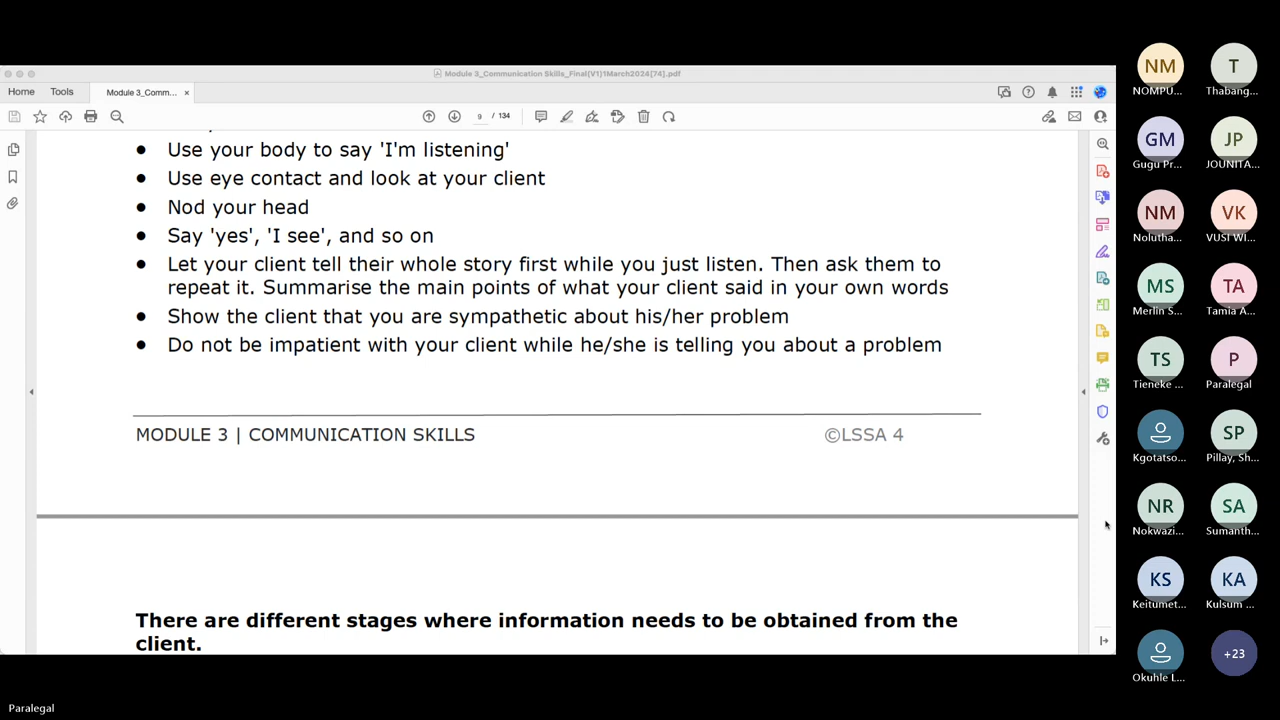 Module 3_Communication Skills_Final(V1)1March2024[74].pdf
Home Tools Module 3_Comm... ×
9 / 134
• Use your body to say 'I'm listening'
• Use eye contact and look at your client
• Nod your head
• Say 'yes', 'I see', and so on
• Let your client tell their whole story first while you just listen. Then ask them to
repeat it. Summarise the main points of what your client said in your own words
• Show the client that you are sympathetic about his/her problem
• Do not be impatient with your client while he/she is telling you about a problem
MODULE 3 | COMMUNICATION SKILLS ©LSSA 4
There are different stages where information needs to be obtained from the
client.
NM T
NOMPU... Thabang...
GM JP
Gugu Pr... JOUNITA...
NM VK
Nolutha... VUSI WI...
MS TA
Merlin S... Tamia A...
TS P
Tieneke ... Paralegal
SP
Kgotatso... Pillay, Sh...
NR SA
Nokwazi... Sumanth...
KS KA
Keitumet... Kulsum ...
+23
Okuhle L...
Paralegal